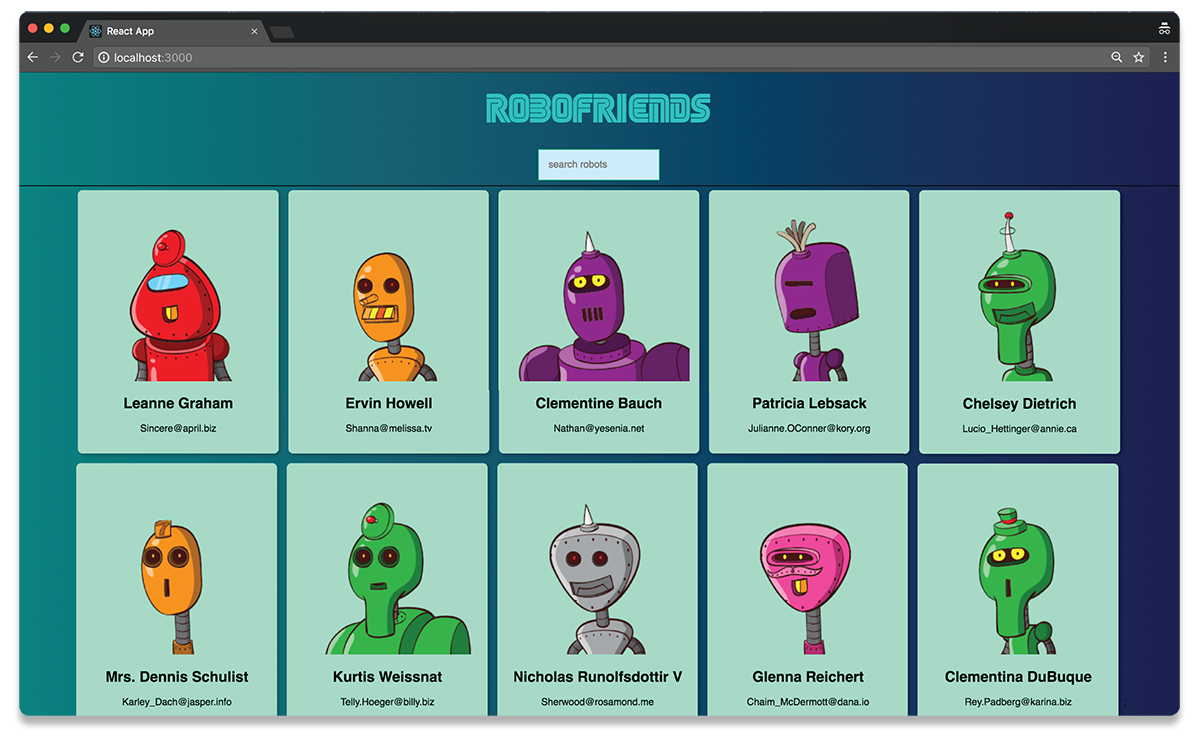 React App
localhost:3000
ROBOFRIENDS
search robots
Leanne Graham
Sincere@april.biz
Ervin Howell
Shanna@melissa.tv
Clementine Bauch
Nathan@yesenia.net
Patricia Lebsack
Julianne.OConner@kory.org
Chelsey Dietrich
Lucio_Hettinger@annie.ca
Mrs. Dennis Schulist
Karley_Dach@jasper.info
Kurtis Weissnat
Telly.Hoeger@billy.biz
Nicholas Runolfsdottir V
Sherwood@rosamond.me
Glenna Reichert
Chaim_McDermott@dana.io
Clementina DuBuque
Rey.Padberg@karina.biz